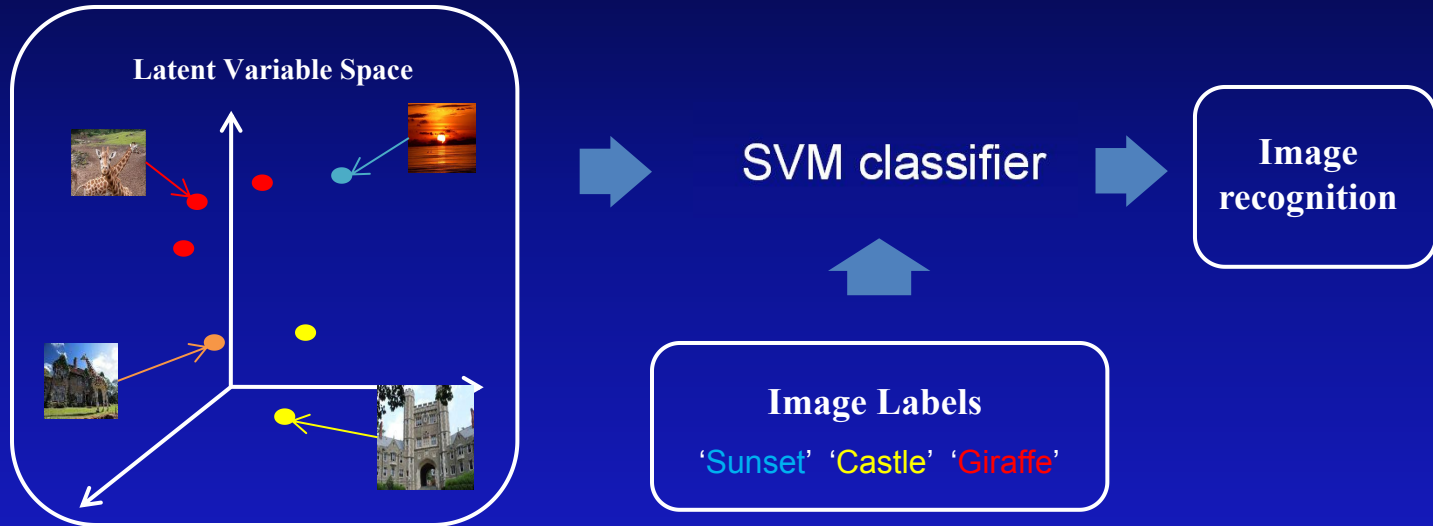 Latent Variable Space
SVM classifier
Image
recognition
Image Labels
‘Sunset’ ‘Castle’ ‘Giraffe’